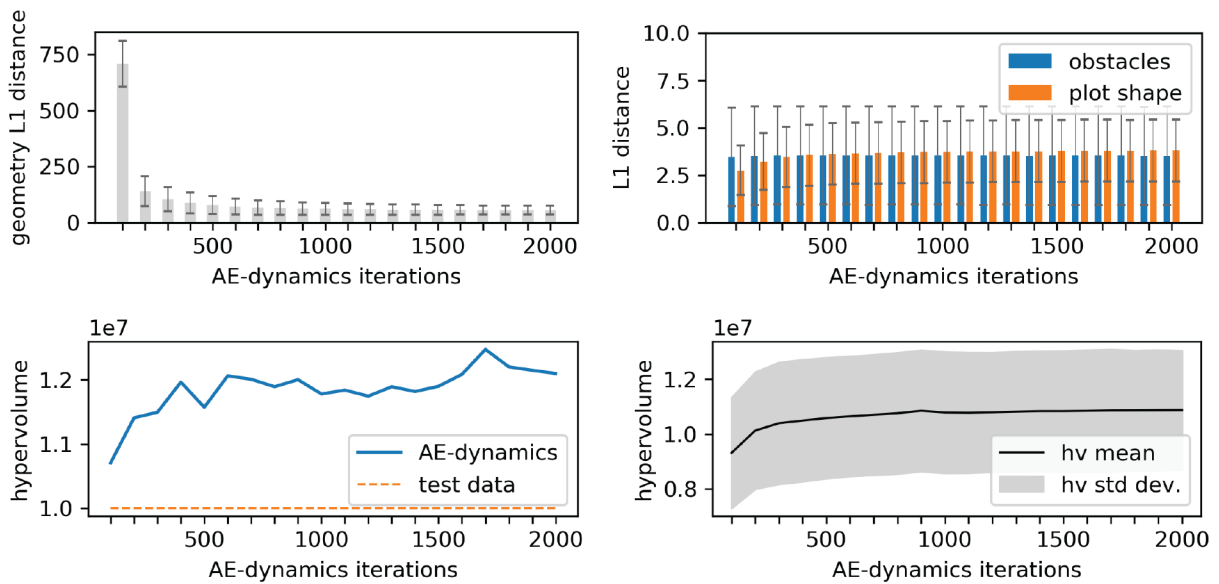 geometry L1 distance
750
500
250
0
500
1000
1500
2000
AE-dynamics iterations
L1 distance
10.0
7.5
5.0
2.5
0.0
obstacles
plot shape
500
1000
1500
2000
AE-dynamics iterations
1e7
hypervolume
1.2
1.1
1.0
AE-dynamics
test data
500
1000
1500
2000
AE-dynamics iterations
1e7
hypervolume
1.2
1.0
0.8
hv mean
hv std dev.
500
1000
1500
2000
AE-dynamics iterations